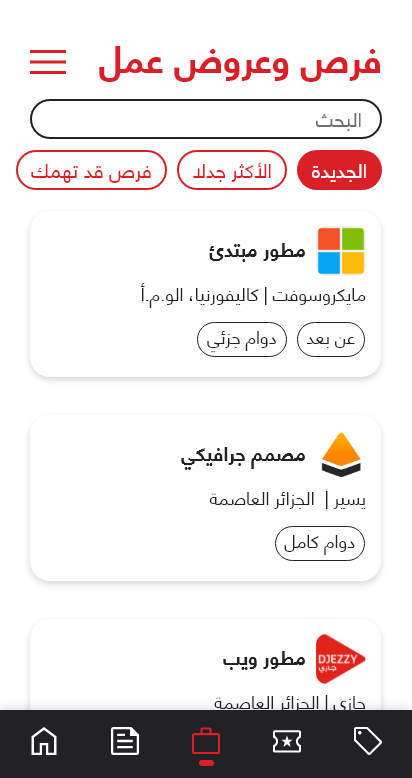 فرص وعروض عمل
البحث
الجديدة
الأكثر جدلا
فرص قد تهمك
مطور مبتدئ
مايكروسوفت | كاليفورنيا، الو.م.أ
عن بعد
دوام جزئي
مصمم جرافيكي
يسير | الجزائر العاصمة
دوام كامل
DJEZZY
جازي
مطور ويب
جازي | الجزائر العاصمة